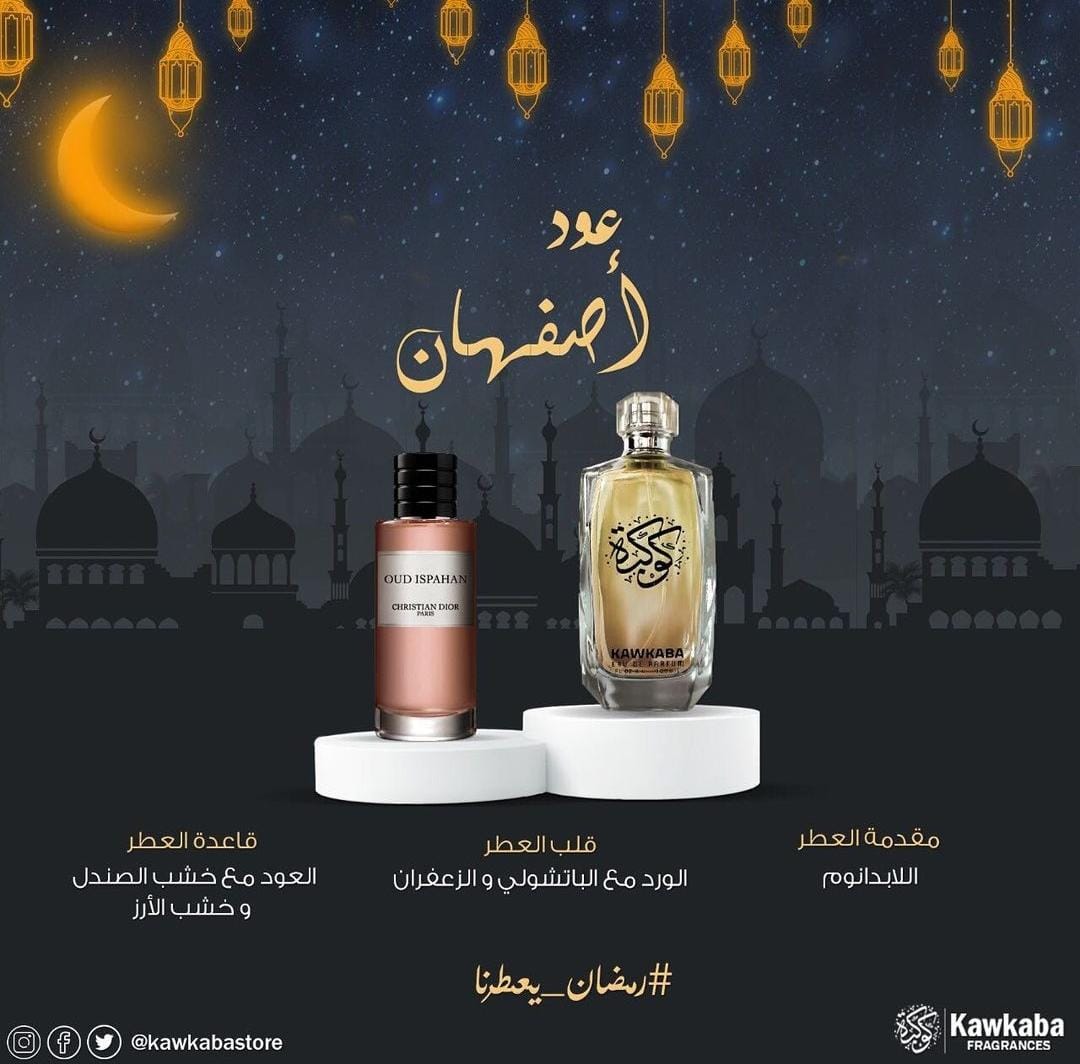 عود
أصفهان
OUD ISPAHAN
CHRISTIAN DIOR
PARIS
كوكبة
KAWKABA
EAU DE PARFUM
مقدمة العطر
اللابدانوم
قلب العطر
الورد مع الباتشولي و الزعفران
قاعدة العطر
العود مع خشب الصندل
و خشب الأرز
#رمضان_يعطرنا
@kawkabastore
كوكبة
Kawkaba
FRAGRANCES